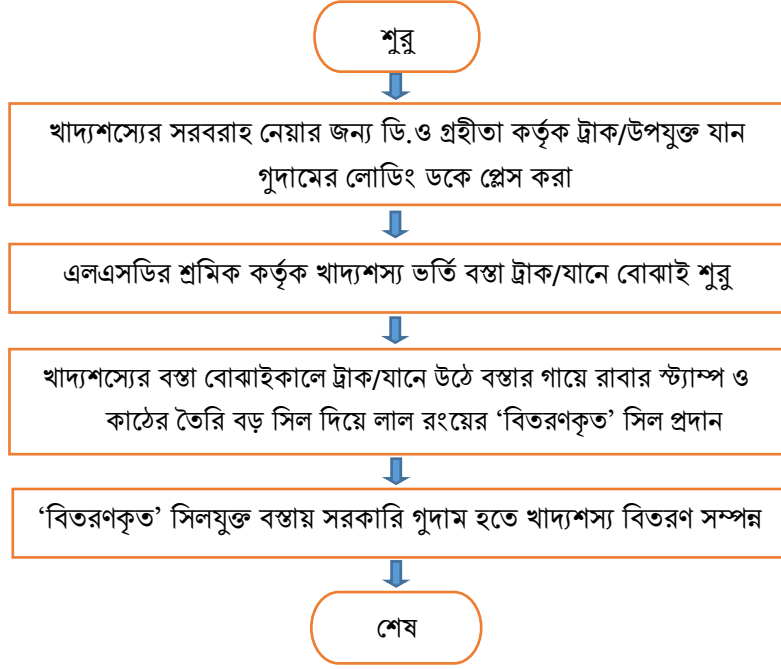 শুরু
খাদ্যশস্যের সরবরাহ নেয়ার জন্য ডি.ও গ্রহীতা কর্তৃক ট্রাক/উপযুক্ত যান
গুদামের লোডিং ডকে প্লেস করা
এলএসডির শ্রমিক কর্তৃক খাদ্যশস্য ভর্তি বস্তা ট্রাক/যানে বোঝাই শুরু
খাদ্যশস্যের বস্তা বোঝাইকালে ট্রাক/যানে উঠে বস্তার গায়ে রাবার স্ট্যাম্প ও
কাঠের তৈরি বড় সিল দিয়ে লাল রংয়ের ‘বিতরণকৃত’ সিল প্রদান
‘বিতরণকৃত’ সিলযুক্ত বস্তায় সরকারি গুদাম হতে খাদ্যশস্য বিতরণ সম্পন্ন
শেষ